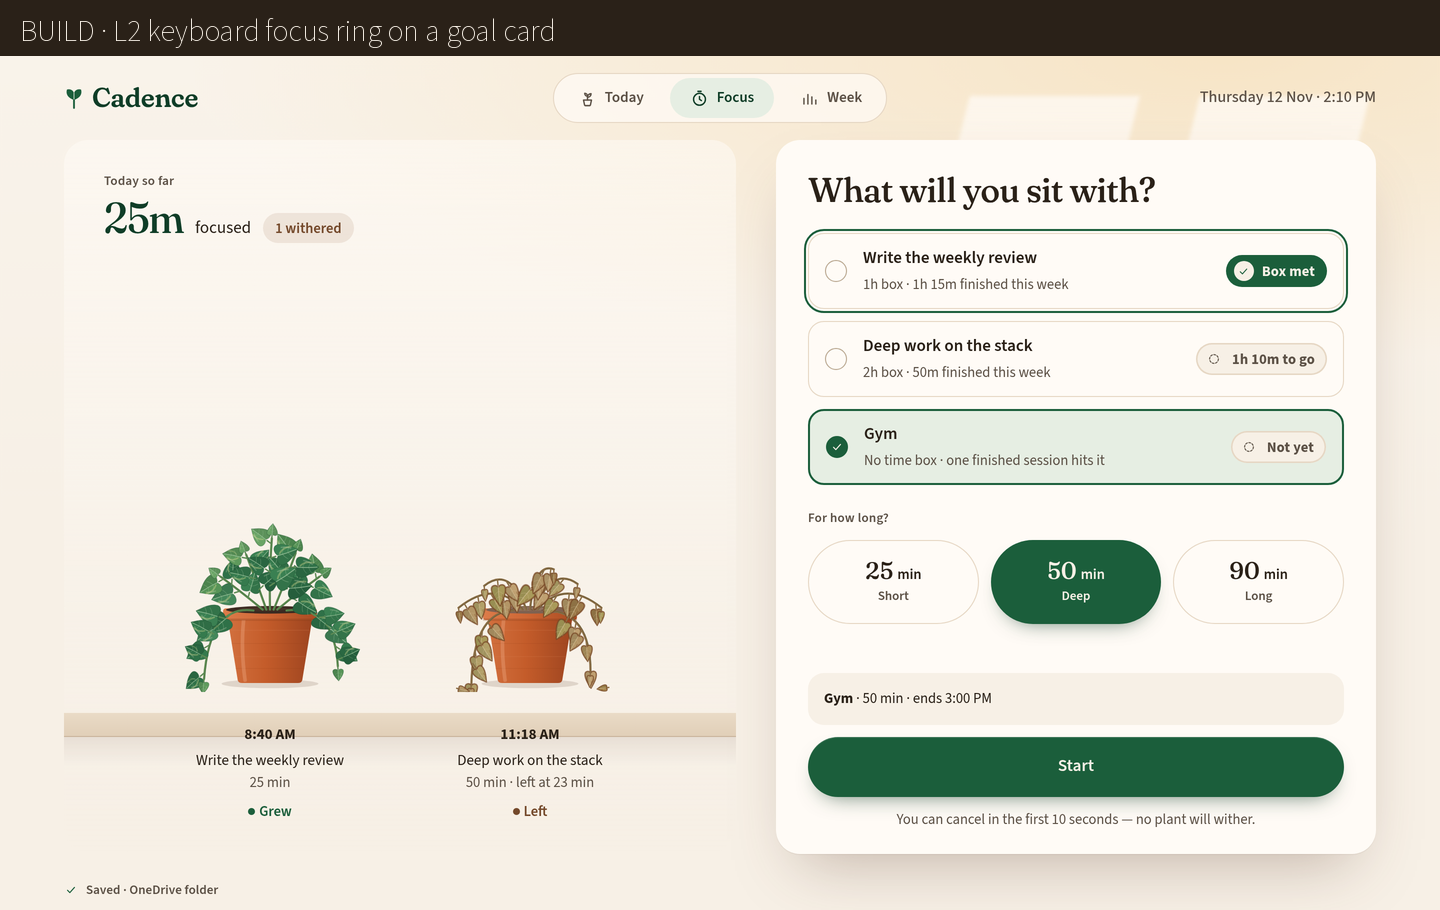 BUILD · L2 keyboard focus ring on a goal card
Cadence
Today
Focus
Week
Thursday 12 Nov · 2:10 PM
Today so far
25m focused
1 withered
8:40 AM
Write the weekly review
25 min
Grew
11:18 AM
Deep work on the stack
50 min · left at 23 min
Left
Saved · OneDrive folder
What will you sit with?
Write the weekly review
1h box · 1h 15m finished this week
Box met
Deep work on the stack
2h box · 50m finished this week
1h 10m to go
Gym
No time box · one finished session hits it
Not yet
For how long?
25 min
Short
50 min
Deep
90 min
Long
Gym · 50 min · ends 3:00 PM
Start
You can cancel in the first 10 seconds — no plant will wither.